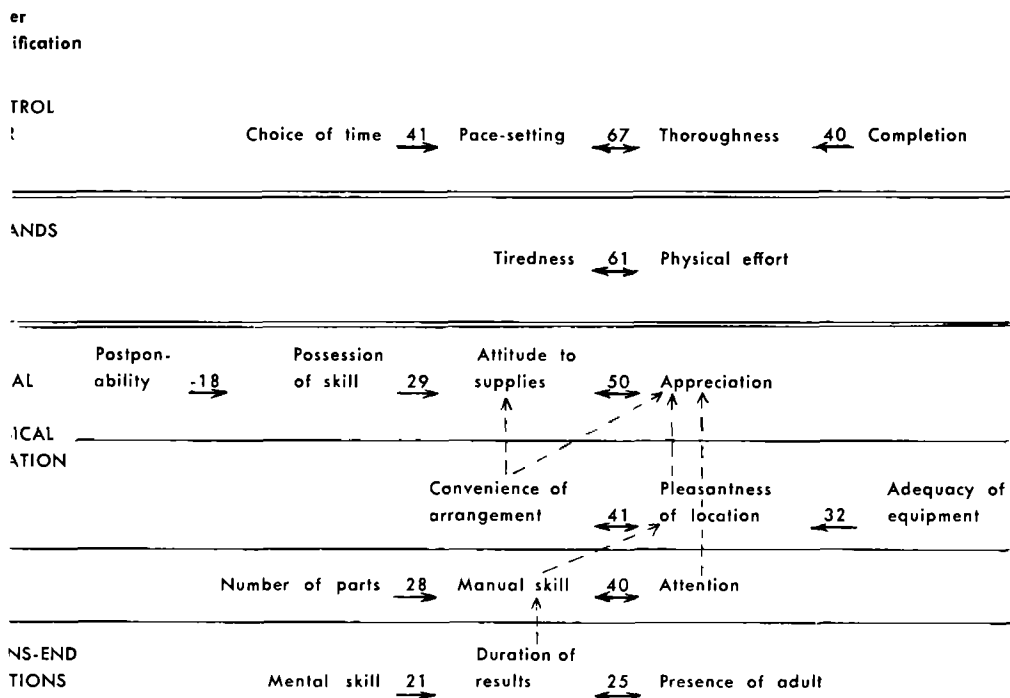 er
ification
TROL
R
Choice of time 41 Pace-setting 67 Thoroughness 40 Completion
ANDS
Tiredness 61 Physical effort
Postpon- Possession Attitude to
AL ability -18 of skill 29 supplies 50 Appreciation
ICAL
ATION
Convenience of Pleasantness Adequacy of
arrangement 41 of location 32 equipment
Number of parts 28 Manual skill 40 Attention
NS-END Duration of
TIONS Mental skill 21 results 25 Presence of adult